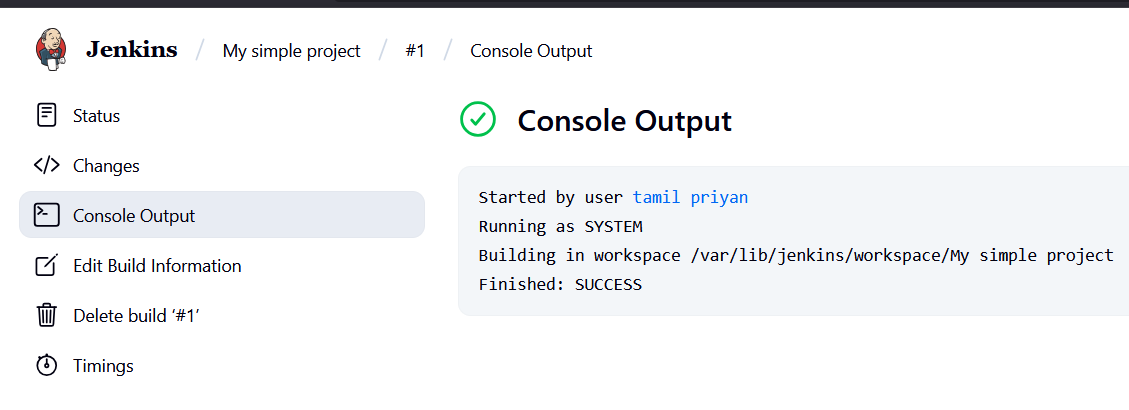 Jenkins / My simple project / #1 / Console Output
Status
Changes
Console Output
Edit Build Information
Delete build ‘#1’
Timings
Console Output
Started by user tamil priyan
Running as SYSTEM
Building in workspace /var/lib/jenkins/workspace/My simple project
Finished: SUCCESS